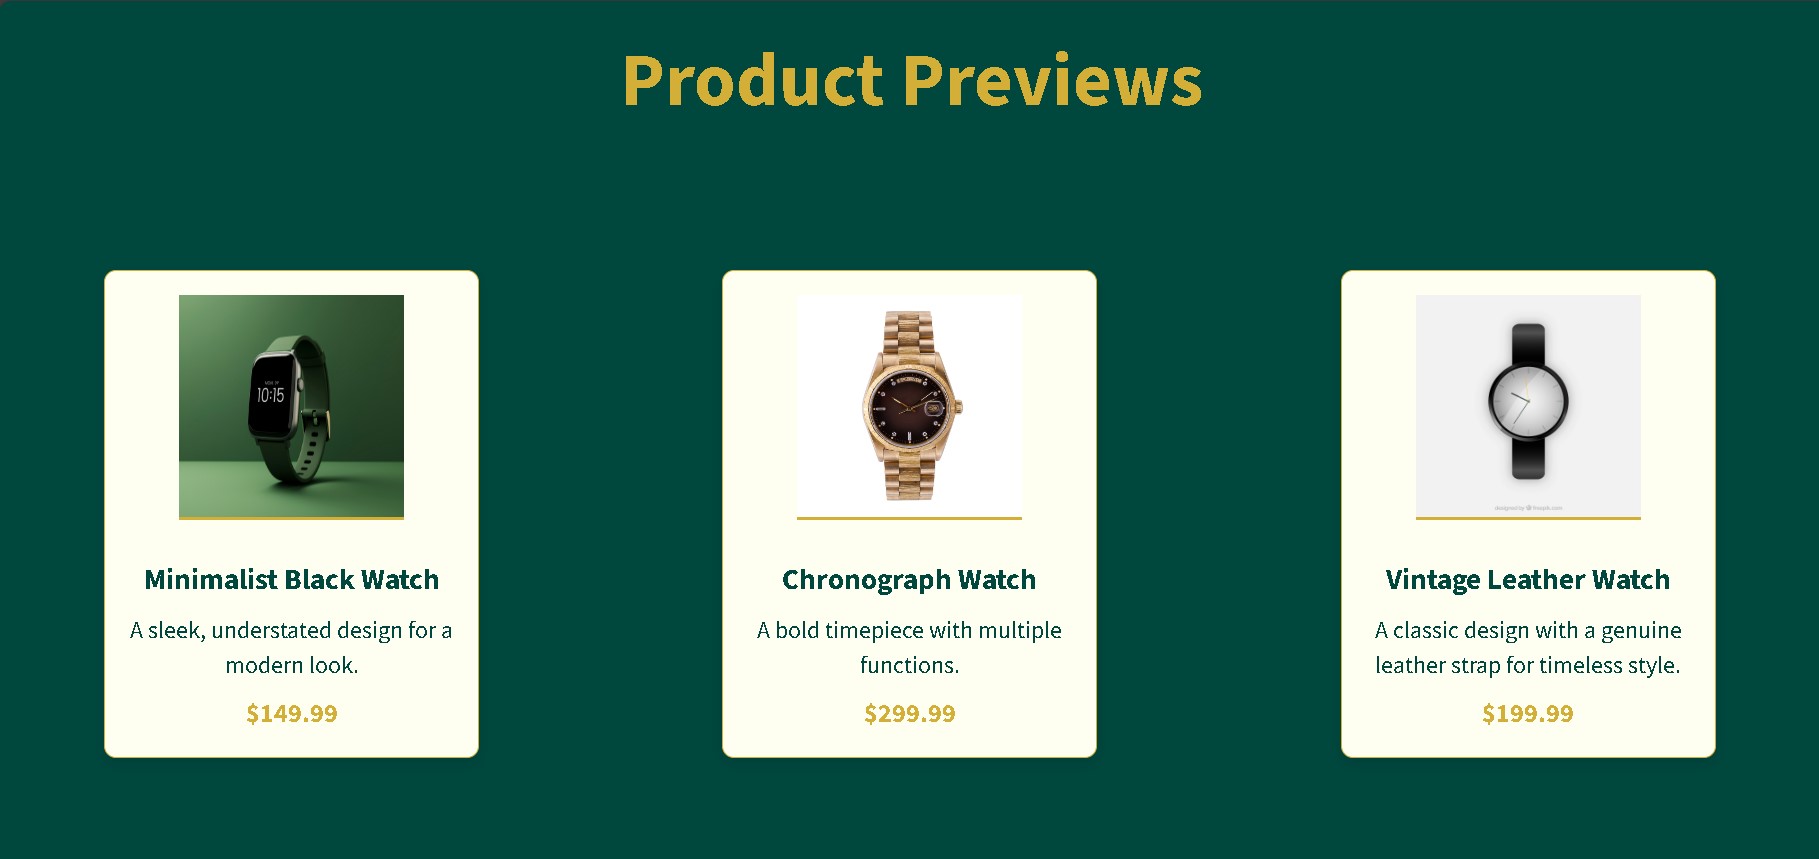 Product Previews
10:15
designed by freepik.com
Minimalist Black Watch
A sleek, understated design for a
modern look.
$149.99
Chronograph Watch
A bold timepiece with multiple
functions.
$299.99
Vintage Leather Watch
A classic design with a genuine
leather strap for timeless style.
$199.99